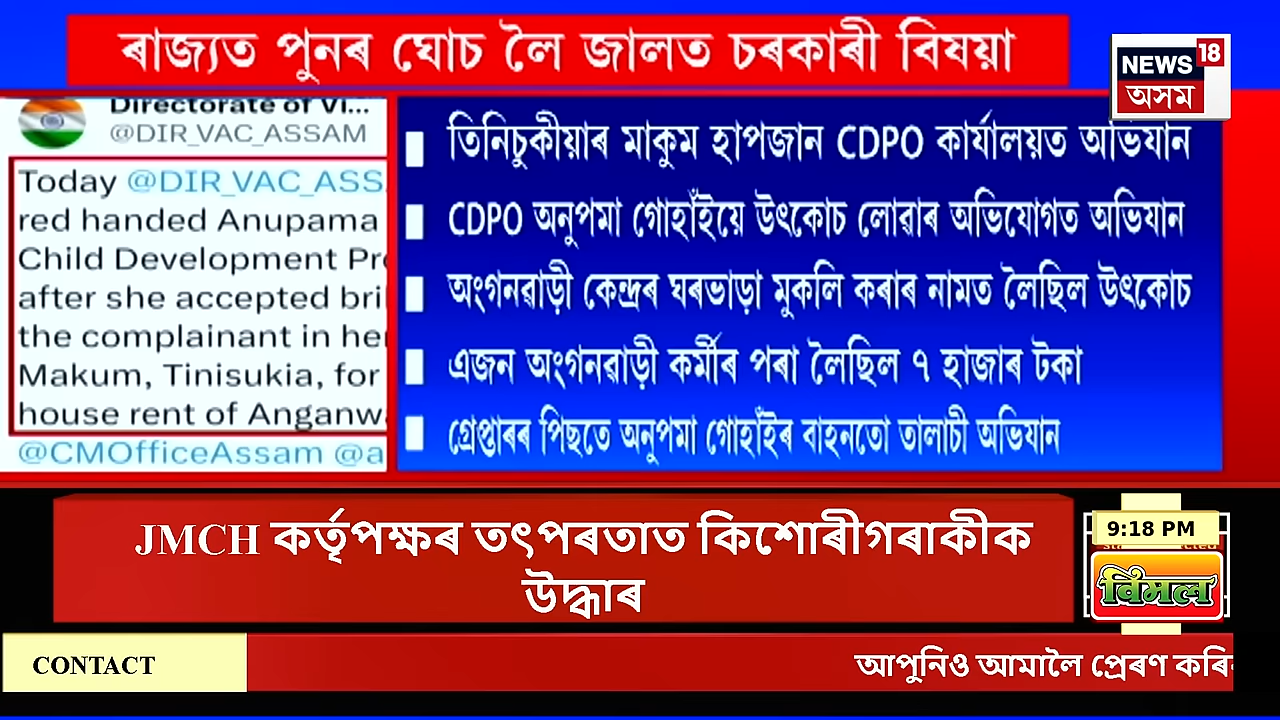 ৰাজ্যত পুনৰ ঘোচ লৈ জালত চৰকাৰী বিষয়া
NEWS 18
অসম
Directorate of Vi...
@DIR_VAC_ASSAM
Today @DIR_VAC_ASS
red handed Anupama
Child Development Pr
after she accepted bri
the complainant in he
Makum, Tinisukia, for
house rent of Anganw
@CMOfficeAssam @a
তিনিচুকীয়াৰ মাকুম হাপজান CDPO কাৰ্যালয়ত অভিযান
CDPO অনুপমা গোহাঁইয়ে উৎকোচ লোৱাৰ অভিযোগত অভিযান
অংগনৱাড়ী কেন্দ্ৰৰ ঘৰভাড়া মুকলি কৰাৰ নামত লৈছিল উৎকোচ
এজন অংগনৱাড়ী কৰ্মীৰ পৰা লৈছিল ৭ হাজাৰ টকা
গ্ৰেপ্তাৰৰ পিছতে অনুপমা গোহাঁইৰ বাহনতো তালাচী অভিযান
JMCH কৰ্তৃপক্ষৰ তৎপৰতাত কিশোৰীগৰাকীক
উদ্ধাৰ
9:18 PM
विमल
CONTACT
আপুনিও আমালৈ প্ৰেৰণ কৰি